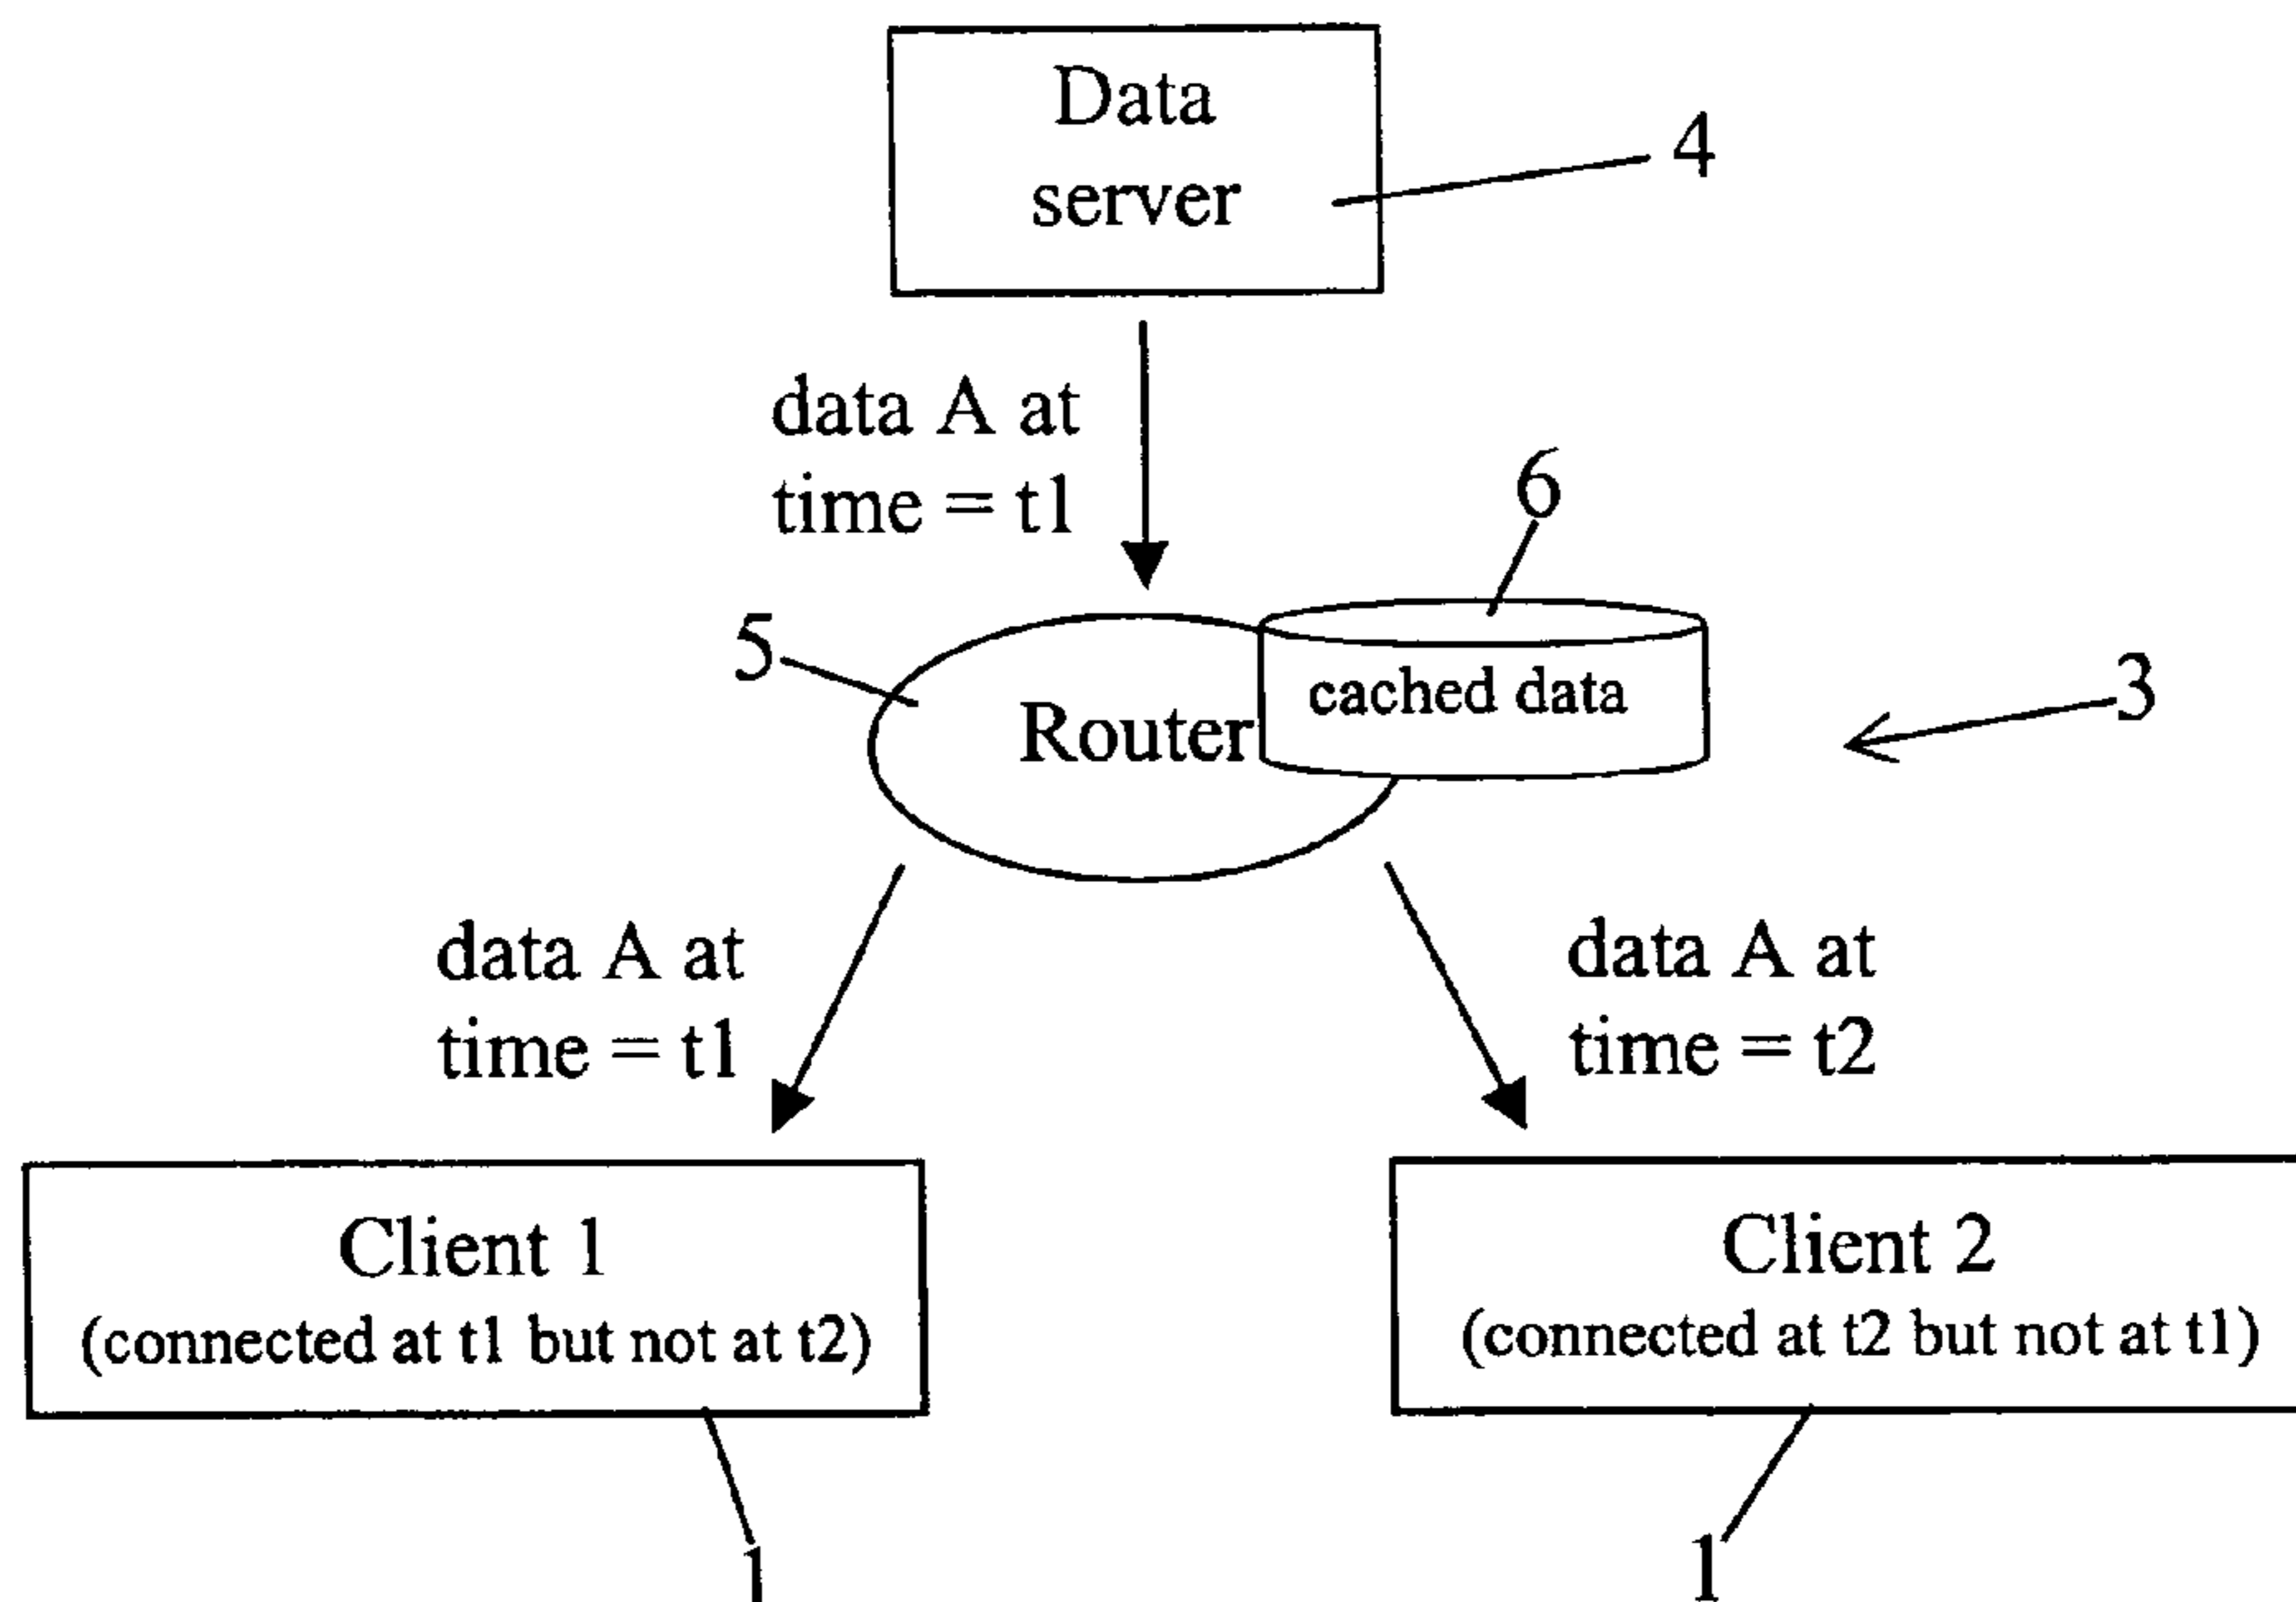 Data
server
4
data A at
time = t1
6
5
cached data
Router
3
data A at
time = t1
data A at
time = t2
Client 1
(connected at t1 but not at t2)
Client 2
(connected at t2 but not at t1)
1
1